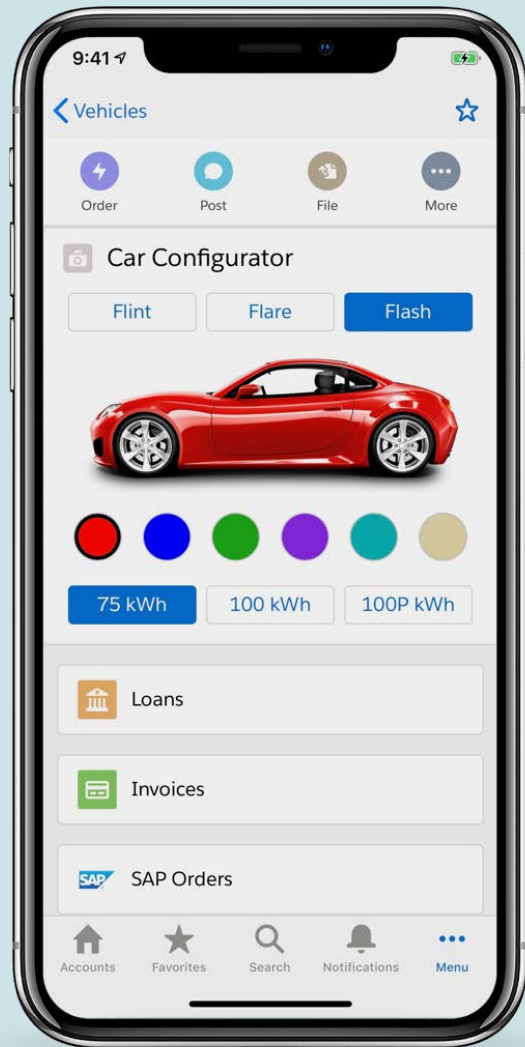 9:41
Vehicles
Order Post File More
Car Configurator
Flint Flare Flash
75 kWh 100 kWh 100P kWh
Loans
Invoices
SAP SAP Orders
Accounts Favorites Search Notifications Menu